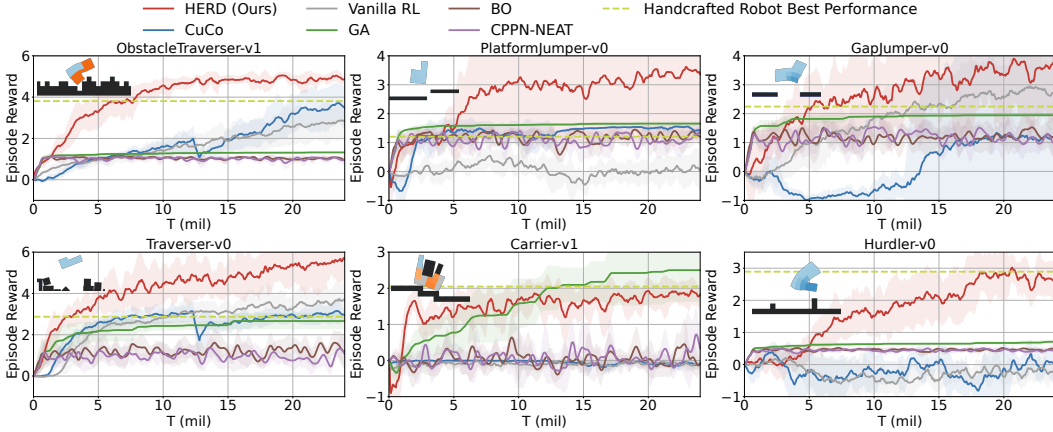 HERD (Ours) Vanilla RL BO Handcrafted Robot Best Performance
CuCo GA CPPN-NEAT
ObstacleTraverser-v1 PlatformJumper-v0 GapJumper-v0
Episode Reward
6
4
2
0
0 5 10 15 20
T (mil)
Episode Reward
4
3
2
1
0
−1
0 5 10 15 20
T (mil)
Episode Reward
4
3
2
1
0
−1
0 5 10 15 20
T (mil)
Traverser-v0 Carrier-v1 Hurdler-v0
Episode Reward
6
4
2
0
0 5 10 15 20
T (mil)
Episode Reward
3
2
1
0
−1
0 5 10 15 20
T (mil)
Episode Reward
3
2
1
0
−1
0 5 10 15 20
T (mil)